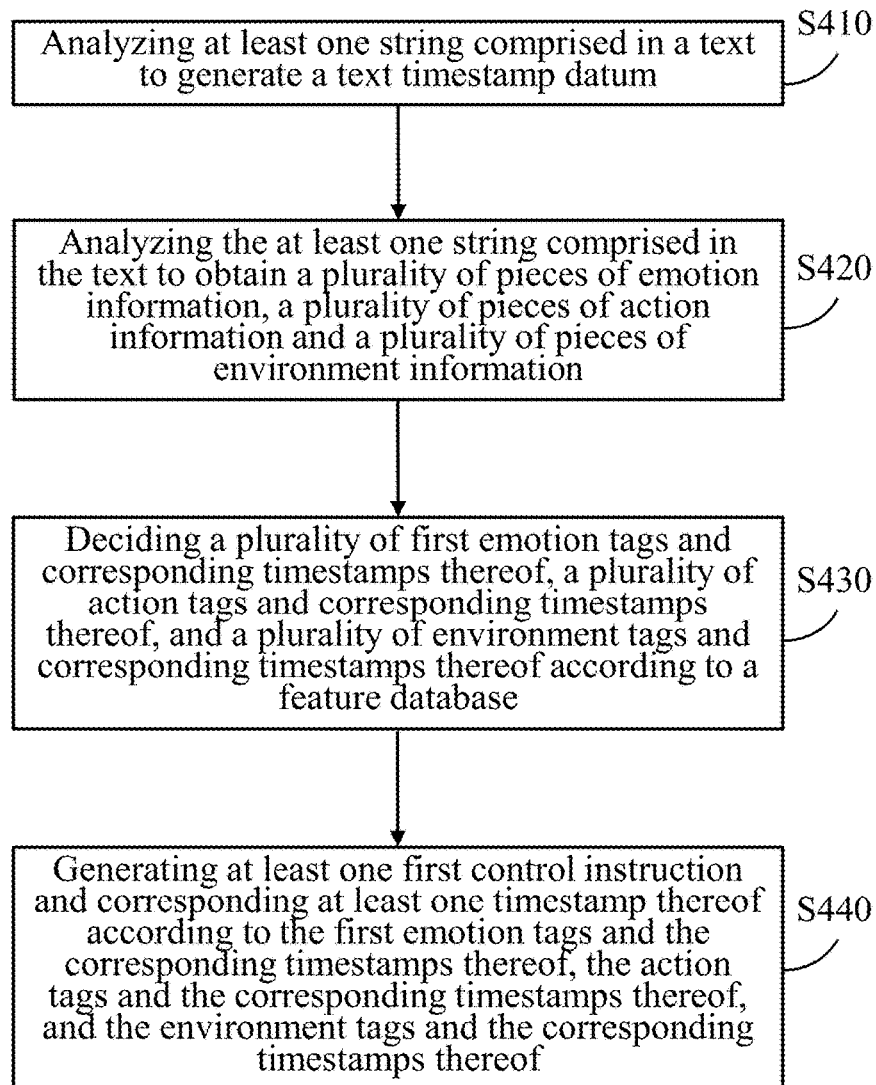 Analyzing at least one string comprised in a text
to generate a text timestamp datum
S410
Analyzing the at least one string comprised in
the text to obtain a plurality of pieces of emotion
information, a plurality of pieces of action
information and a plurality of pieces of
environment information
S420
Deciding a plurality of first emotion tags and
corresponding timestamps thereof, a plurality of
action tags and corresponding timestamps
thereof, and a plurality of environment tags and
corresponding timestamps thereof according to a
feature database
S430
Generating at least one first control instruction
and corresponding at least one timestamp thereof
according to the first emotion tags and the
corresponding timestamps thereof, the action
tags and the corresponding timestamps thereof,
and the environment tags and the corresponding
timestamps thereof
S440